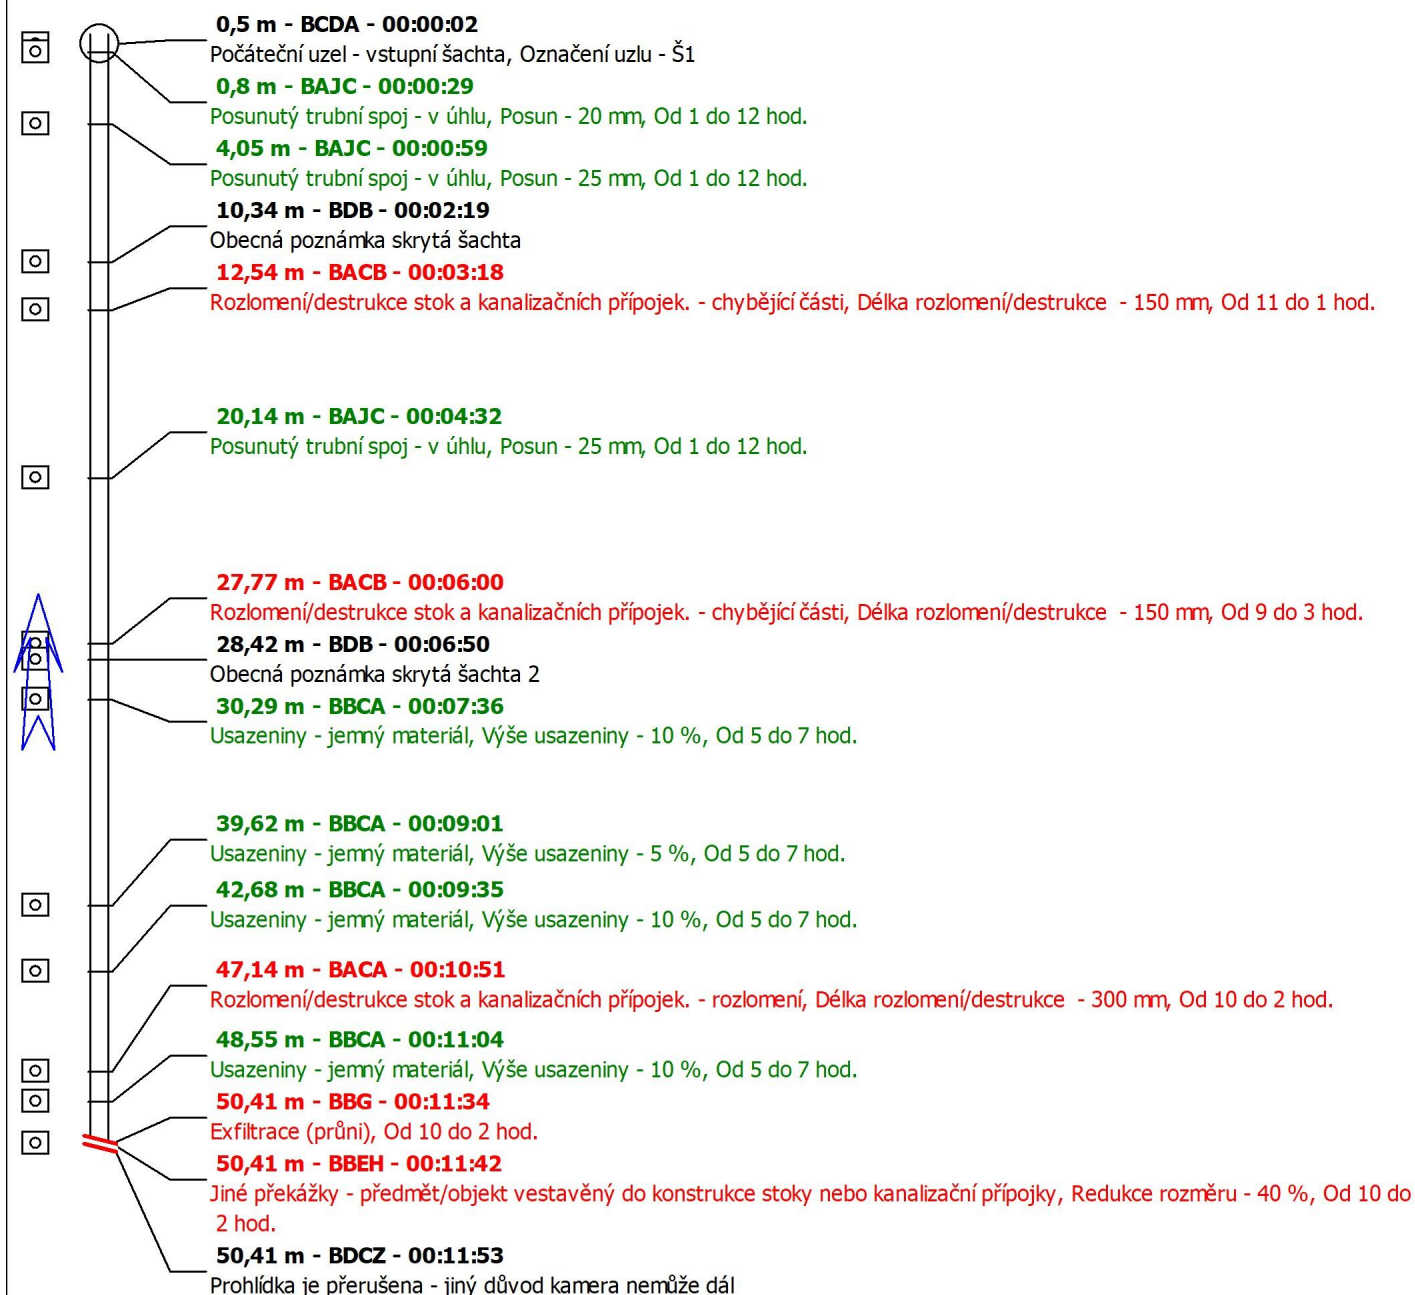 0,5 m - BCDA - 00:00:02
Počáteční uzel - vstupní šachta, Označení uzlu - Š1
0,8 m - BAJC - 00:00:29
Posunutý trubní spoj - v úhlu, Posun - 20 mm, Od 1 do 12 hod.
4,05 m - BAJC - 00:00:59
Posunutý trubní spoj - v úhlu, Posun - 25 mm, Od 1 do 12 hod.
10,34 m - BDB - 00:02:19
Obecná poznámka skrytá šachta
12,54 m - BACB - 00:03:18
Rozlomení/destrukce stok a kanalizačních přípojek. - chybějící části, Délka rozlomení/destrukce - 150 mm, Od 11 do 1 hod.
20,14 m - BAJC - 00:04:32
Posunutý trubní spoj - v úhlu, Posun - 25 mm, Od 1 do 12 hod.
27,77 m - BACB - 00:06:00
Rozlomení/destrukce stok a kanalizačních přípojek. - chybějící části, Délka rozlomení/destrukce - 150 mm, Od 9 do 3 hod.
28,42 m - BDB - 00:06:50
Obecná poznámka skrytá šachta 2
30,29 m - BBCA - 00:07:36
Usazeniny - jemný materiál, Výše usazeniny - 10 %, Od 5 do 7 hod.
39,62 m - BBCA - 00:09:01
Usazeniny - jemný materiál, Výše usazeniny - 5 %, Od 5 do 7 hod.
42,68 m - BBCA - 00:09:35
Usazeniny - jemný materiál, Výše usazeniny - 10 %, Od 5 do 7 hod.
47,14 m - BACA - 00:10:51
Rozlomení/destrukce stok a kanalizačních přípojek. - rozlomení, Délka rozlomení/destrukce - 300 mm, Od 10 do 2 hod.
48,55 m - BBCA - 00:11:04
Usazeniny - jemný materiál, Výše usazeniny - 10 %, Od 5 do 7 hod.
50,41 m - BBG - 00:11:34
Exfiltrace (průni), Od 10 do 2 hod.
50,41 m - BBEH - 00:11:42
Jiné překážky - předmět/objekt vestavěný do konstrukce stoky nebo kanalizační přípojky, Redukce rozměru - 40 %, Od 10 do
2 hod.
50,41 m - BDCZ - 00:11:53
Prohlídka je přerušena - jiný důvod kamera nemůže dál